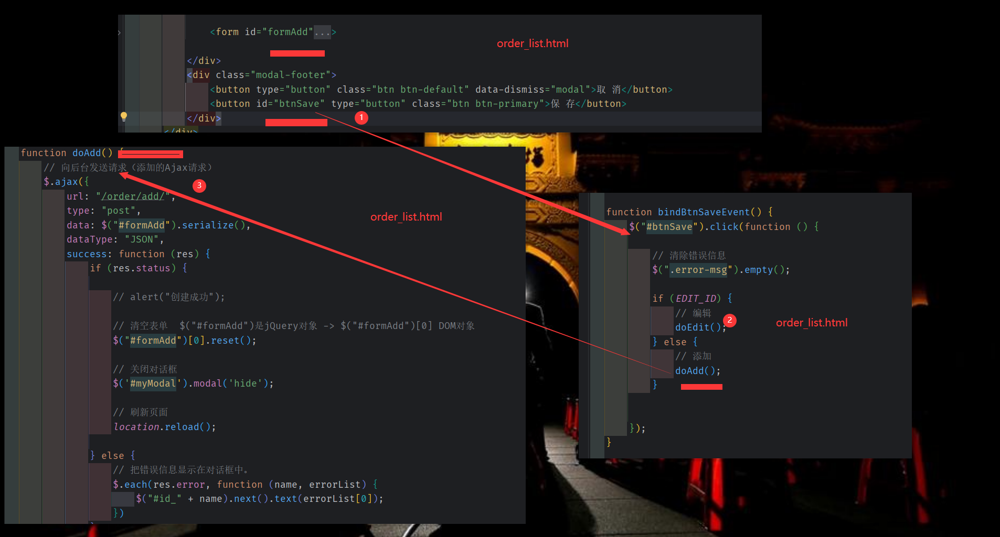 <form id="formAdd"...>
order_list.html
</div>
<div class="modal-footer">
<button type="button" class="btn btn-default" data-dismiss="modal">取 消</button>
<button id="btnSave" type="button" class="btn btn-primary">保 存</button>
</div>
1
</div>
function doAdd() {
// 向后台发送请求（添加的Ajax请求）
$.ajax({
3
url: "/order/add/",
type: "post",
order_list.html
data: $("#formAdd").serialize(),
dataType: "JSON",
success: function (res) {
if (res.status) {
// alert("创建成功");
// 清空表单  $("#formAdd")是jQuery对象 -> $("#formAdd")[0] DOM对象
$("#formAdd")[0].reset();
// 关闭对话框
$('#myModal').modal('hide');
// 刷新页面
location.reload();
} else {
// 把错误信息显示在对话框中。
$.each(res.error, function (name, errorList) {
$("#id_" + name).next().text(errorList[0]);
})
function bindBtnSaveEvent() {
$("#btnSave").click(function () {
// 清除错误信息
$(".error-msg").empty();
if (EDIT_ID) {
// 编辑
2
order_list.html
doEdit();
} else {
// 添加
doAdd();
}
});
}